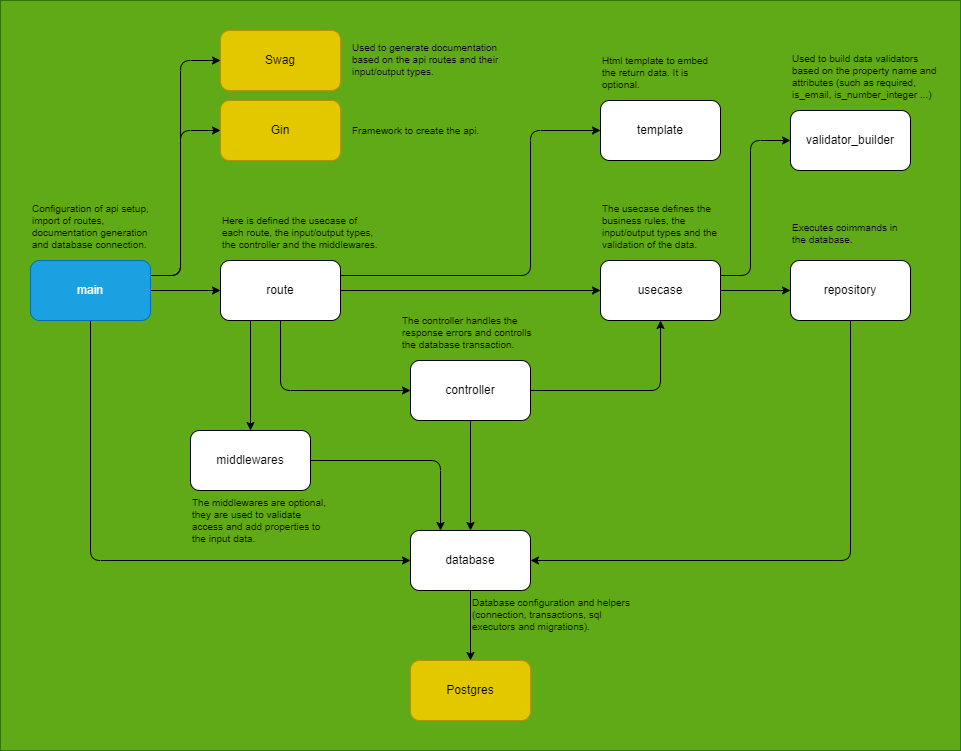 Swag
Used to generate documentation
based on the api routes and their
input/output types.
Html template to embed
the return data. It is
optional.
Used to build data validators
based on the property name and
attributes (such as required,
is_email, is_number_integer ...)
Gin
Framework to create the api.
template
validator_builder
Configuration of api setup,
import of routes,
documentation generation
and database connection.
Here is defined the usecase of
each route, the input/output types,
the controller and the middlewares.
The usecase defines the
business rules, the
input/output types and the
validation of the data.
Executes coimmands in
the database.
main
route
usecase
repository
The controller handles the
response errors and controlls
the database transaction.
controller
middlewares
The middlewares are optional,
they are used to validate
access and add properties to
the input data.
database
Database configuration and helpers
(connection, transactions, sql
executors and migrations).
Postgres